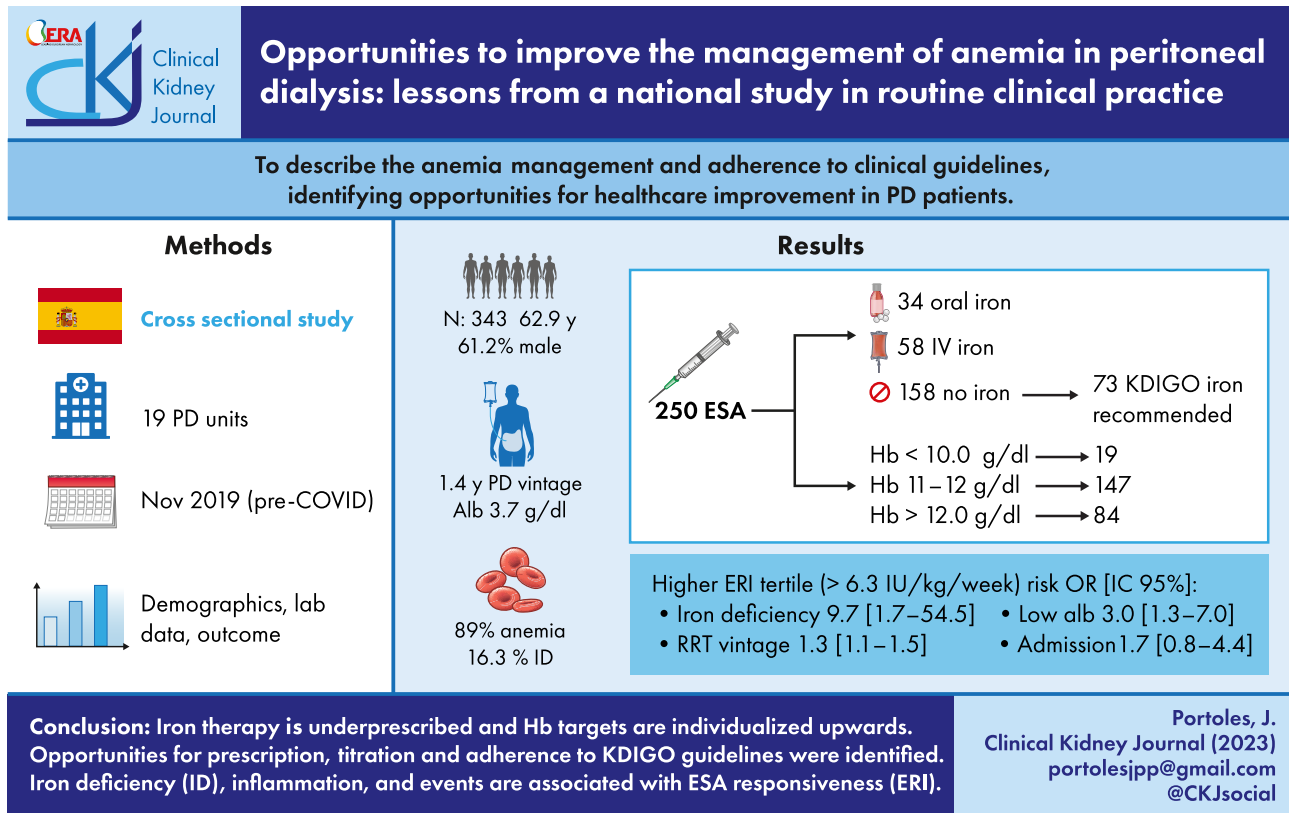 ERA
ckj
Clinical
Kidney
Journal
Opportunities to improve the management of anemia in peritoneal
dialysis: lessons from a national study in routine clinical practice
To describe the anemia management and adherence to clinical guidelines,
identifying opportunities for healthcare improvement in PD patients.
Methods
Cross sectional study
19 PD units
Nov 2019 (pre-COVID)
Demographics, lab
data, outcome
Results
N: 343 62.9 y
61.2% male
1.4 y PD vintage
Alb 3.7 g/dl
89% anemia
16.3 % ID
250 ESA
34 oral iron
58 IV iron
158 no iron
73 KDIGO iron
recommended
Hb < 10.0 g/dl 19
Hb 11–12 g/dl 147
Hb > 12.0 g/dl 84
Higher ERI tertile (> 6.3 IU/kg/week) risk OR [IC 95%]:
• Iron deficiency 9.7 [1.7–54.5] • Low alb 3.0 [1.3–7.0]
• RRT vintage 1.3 [1.1–1.5] • Admission 1.7 [0.8–4.4]
Conclusion: Iron therapy is underprescribed and Hb targets are individualized upwards.
Opportunities for prescription, titration and adherence to KDIGO guidelines were identified.
Iron deficiency (ID), inflammation, and events are associated with ESA responsiveness (ERI).
Portoles, J.
Clinical Kidney Journal (2023)
portolesjpp@gmail.com
@CKJsocial